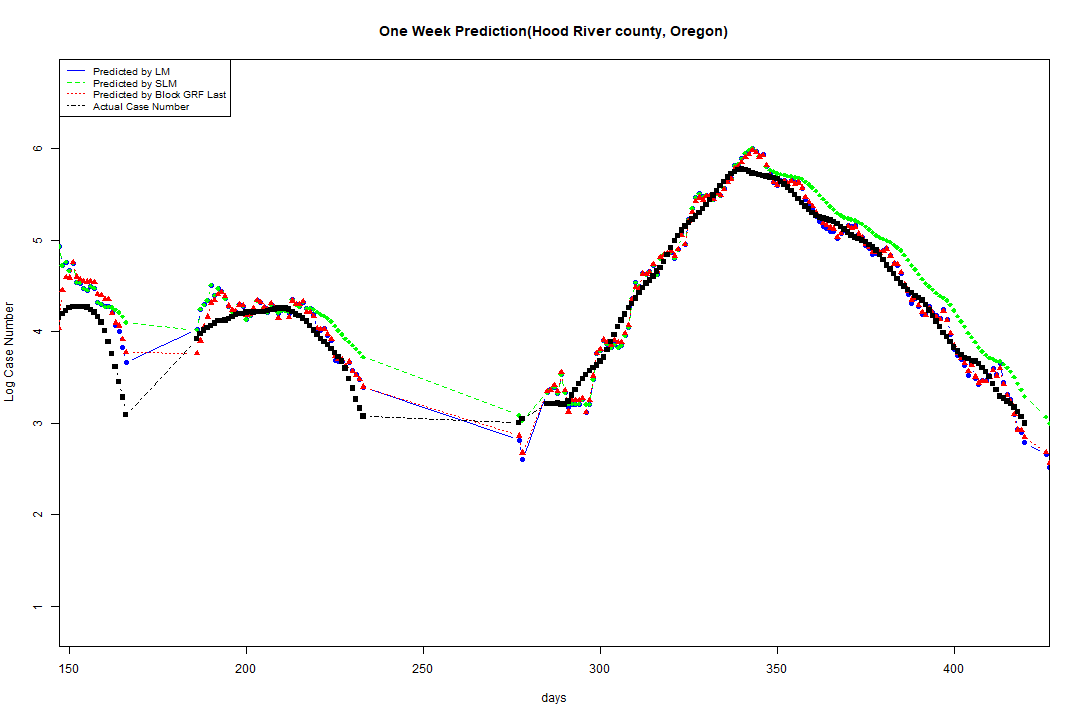 One Week Prediction(Hood River county, Oregon)
Predicted by LM
Predicted by SLM
Predicted by Block GRF Last
Actual Case Number
Log Case Number
6
5
4
3
2
1
150 200 250 300 350 400
days